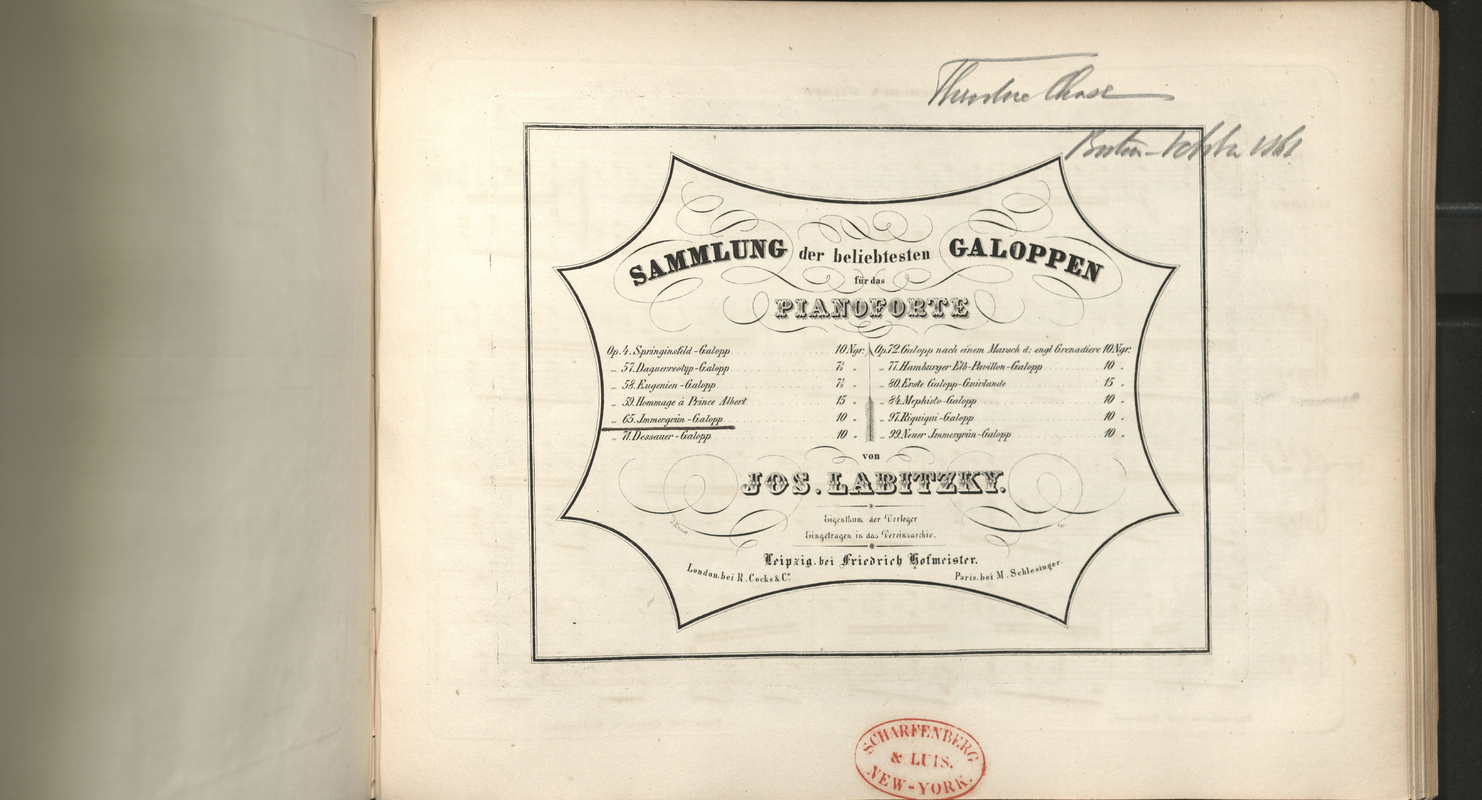 Theodore Chase
SAMMLUNG der beliebtesten GALOPPEN
für das
PIANOFORTE
Op. 4. Springinsfeld-Galopp 10 Ngr.
„ 57. Daguerreotyp-Galopp 7½ „
„ 58. Eugenien-Galopp 7½ „
„ 59. Hommage à Prince Albert 15 „
„ 65. Immergrün-Galopp 10 „
„ 71. Dessauer-Galopp 10 „
Op. 72. Galopp nach einem Marsch d: engl Grenadiere 10 Ngr.
„ 77. Hamburger Elb-Pavillon-Galopp 10 „
„ 80. Erste Galopp-Guirlande 15 „
„ 84. Mephisto-Galopp 10 „
„ 97. Riquiqui-Galopp 10 „
„ 99. Neuer Immergrün-Galopp 10 „
von
JOS. LABITZKY.
Eigenthum der Verleger
Eingetragen in das Vereinsarchiv.
Leipzig, bei Friedrich Hofmeister.
London, bei R. Cocks & C°.
Paris, bei M. Schlesinger.
SCHARFENBERG
& LUIS.
NEW-YORK.